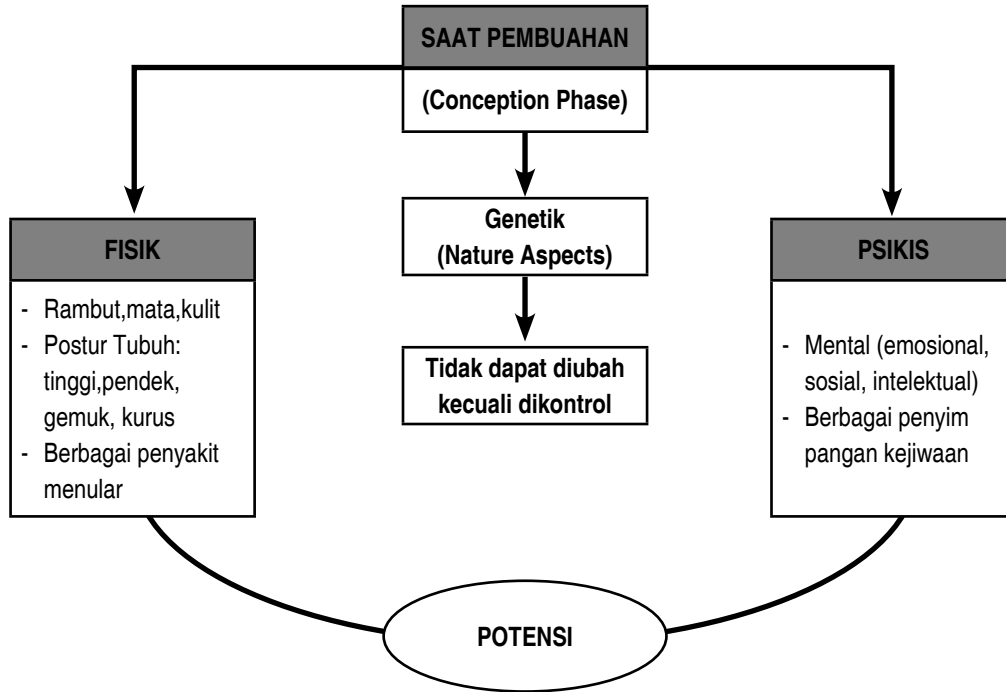 SAAT PEMBUAHAN
(Conception Phase)
Genetik
(Nature Aspects)
Tidak dapat diubah
kecuali dikontrol
FISIK
- Rambut,mata,kulit
- Postur Tubuh:
tinggi,pendek,
gemuk, kurus
- Berbagai penyakit
menular
PSIKIS
- Mental (emosional,
sosial, intelektual)
- Berbagai penyim
pangan kejiwaan
POTENSI